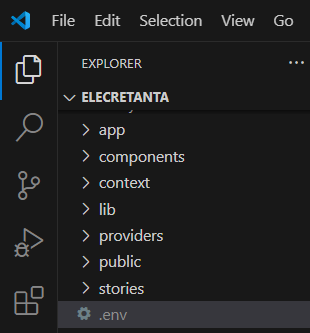 File Edit Selection View Go
EXPLORER
ELECRETANTA
app
components
context
lib
providers
public
stories
.env